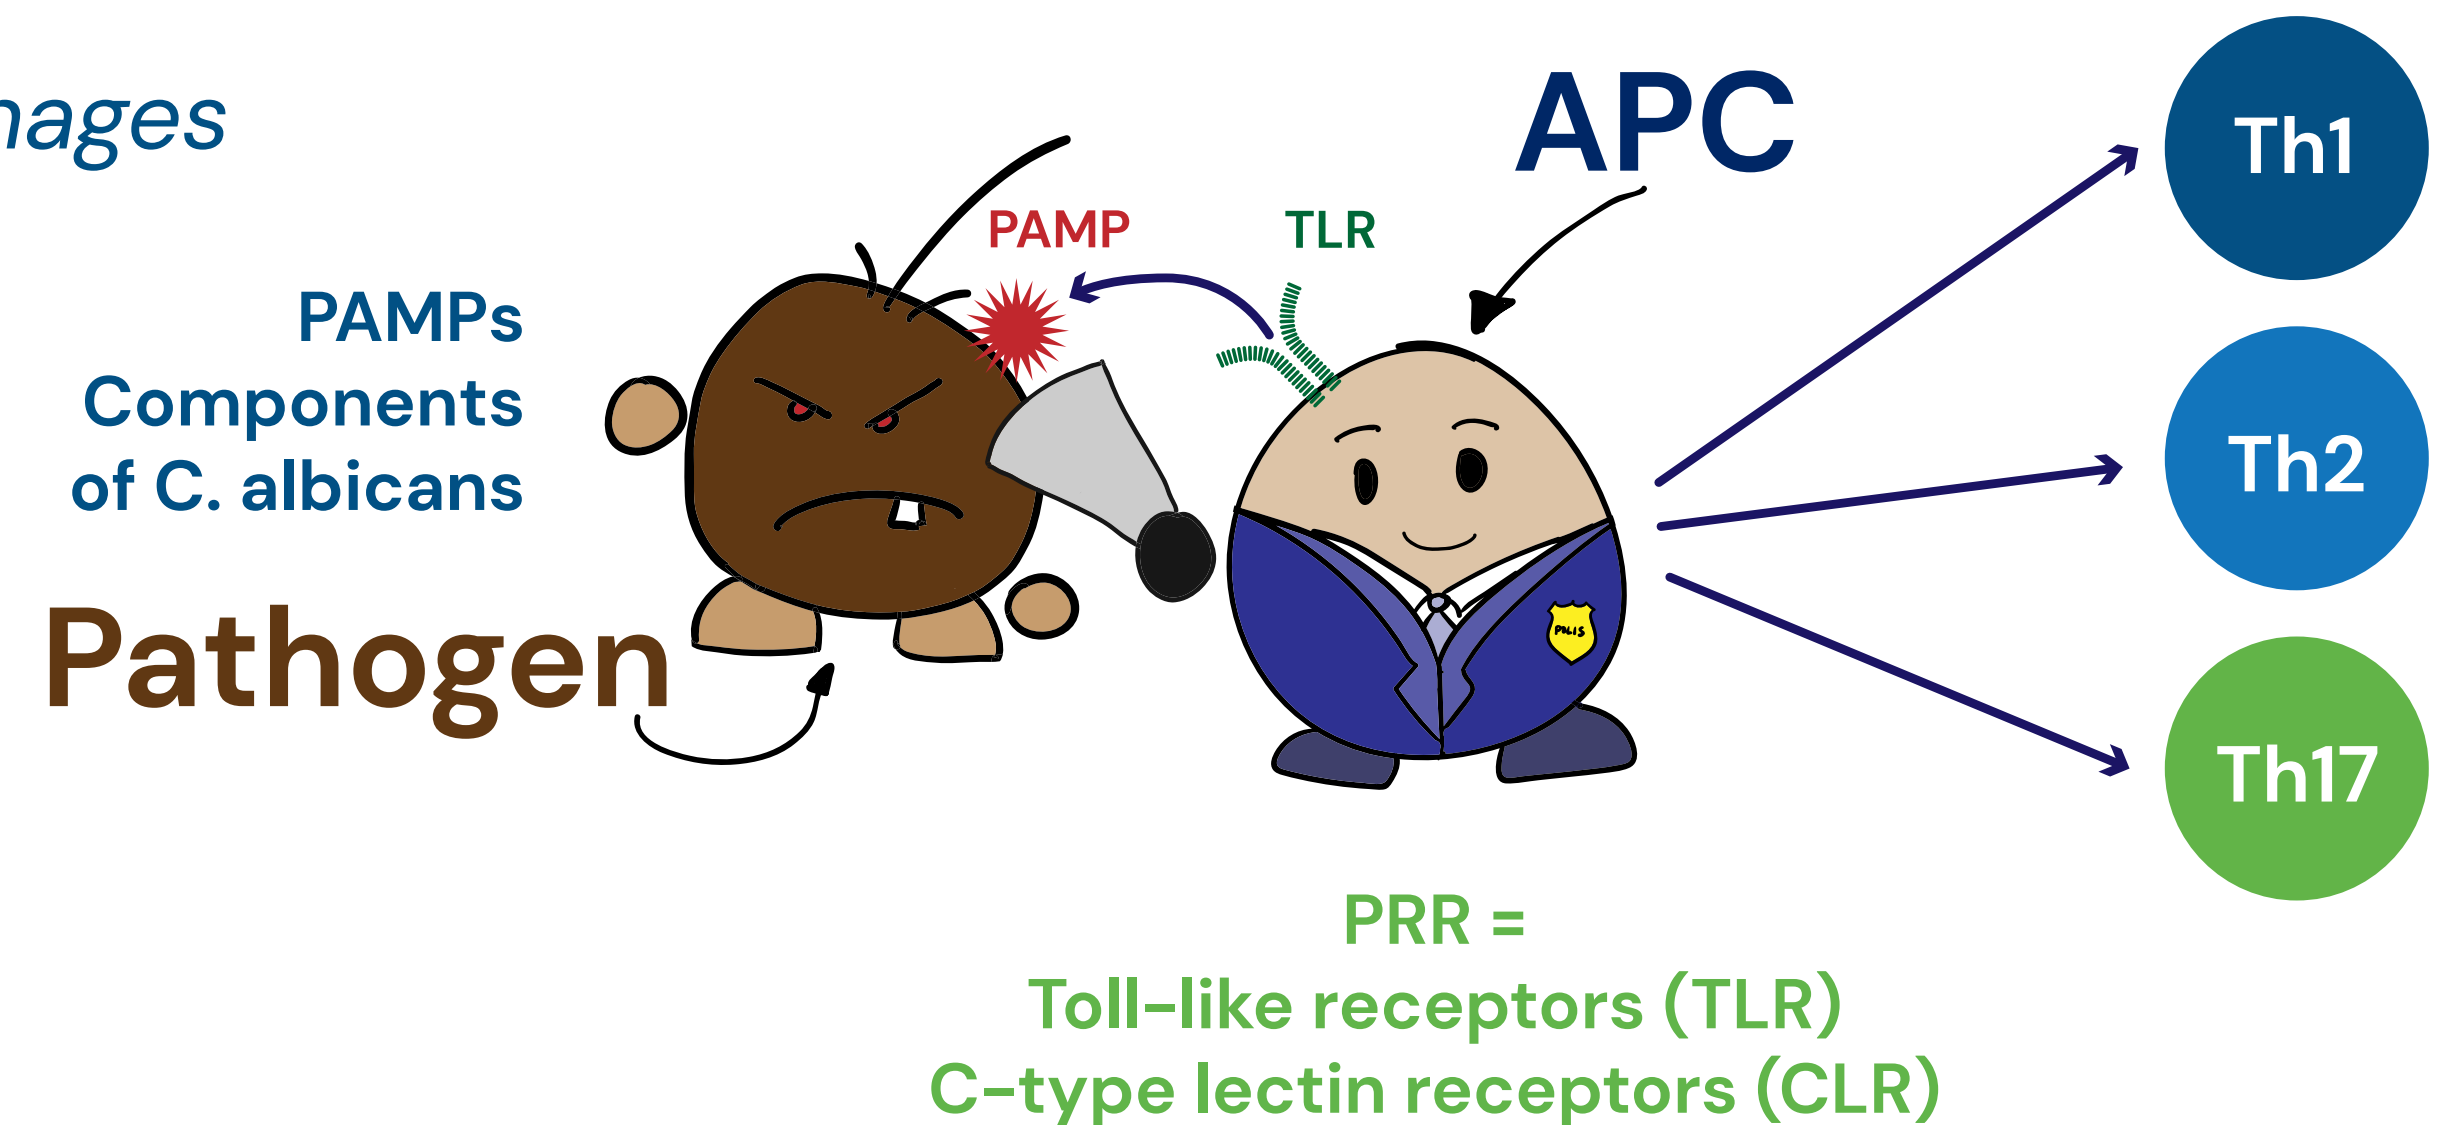 APC
Th1
PAMP
TLR
PAMPs
Components
of C. albicans
Th2
Pathogen
POLIS
Th17
PRR =
Toll-like receptors (TLR)
C-type lectin receptors (CLR)